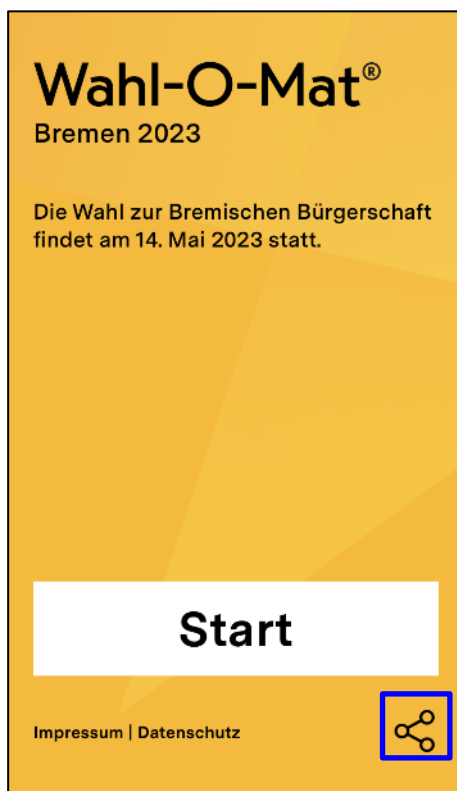 Wahl-O-Mat®
Bremen 2023
Die Wahl zur Bremischen Bürgerschaft
findet am 14. Mai 2023 statt.
Start
Impressum | Datenschutz